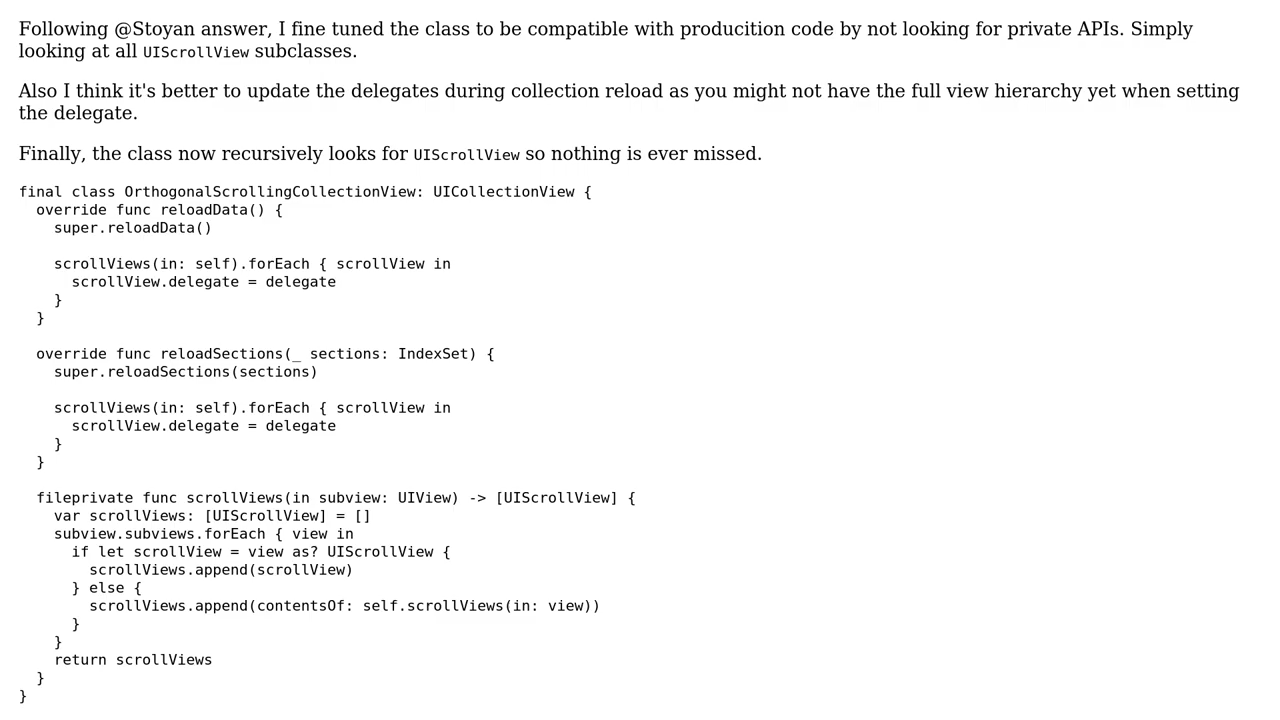 Following @Stoyan answer, I fine tuned the class to be compatible with producition code by not looking for private APIs. Simply
looking at all UIScrollView subclasses.
Also I think it's better to update the delegates during collection reload as you might not have the full view hierarchy yet when setting
the delegate.
Finally, the class now recursively looks for UIScrollView so nothing is ever missed.
final class OrthogonalScrollingCollectionView: UICollectionView {
  override func reloadData() {
    super.reloadData()

    scrollViews(in: self).forEach { scrollView in
      scrollView.delegate = delegate
    }
  }

  override func reloadSections(_ sections: IndexSet) {
    super.reloadSections(sections)

    scrollViews(in: self).forEach { scrollView in
      scrollView.delegate = delegate
    }
  }

  fileprivate func scrollViews(in subview: UIView) -> [UIScrollView] {
    var scrollViews: [UIScrollView] = []
    subview.subviews.forEach { view in
      if let scrollView = view as? UIScrollView {
        scrollViews.append(scrollView)
      } else {
        scrollViews.append(contentsOf: self.scrollViews(in: view))
      }
    }
    return scrollViews
  }
}